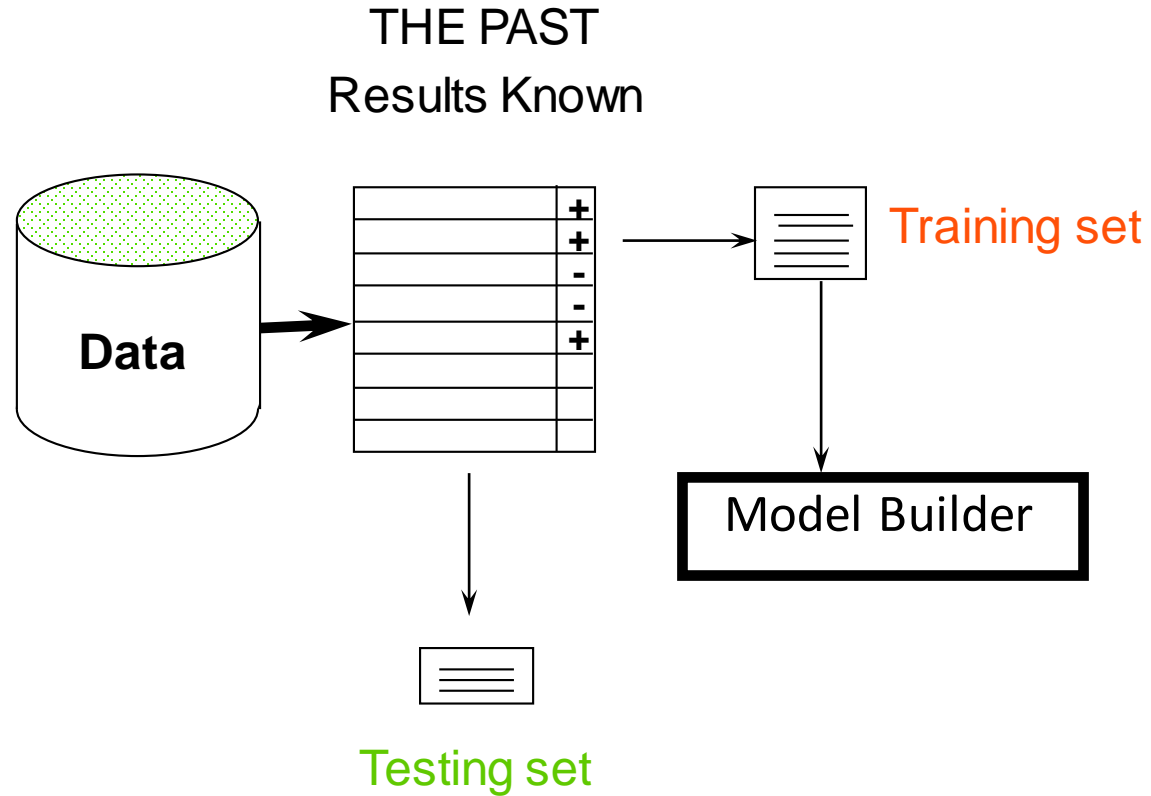 THE PAST
Results Known
+
+
-
-
+
Training set
Data
Model Builder
Testing set